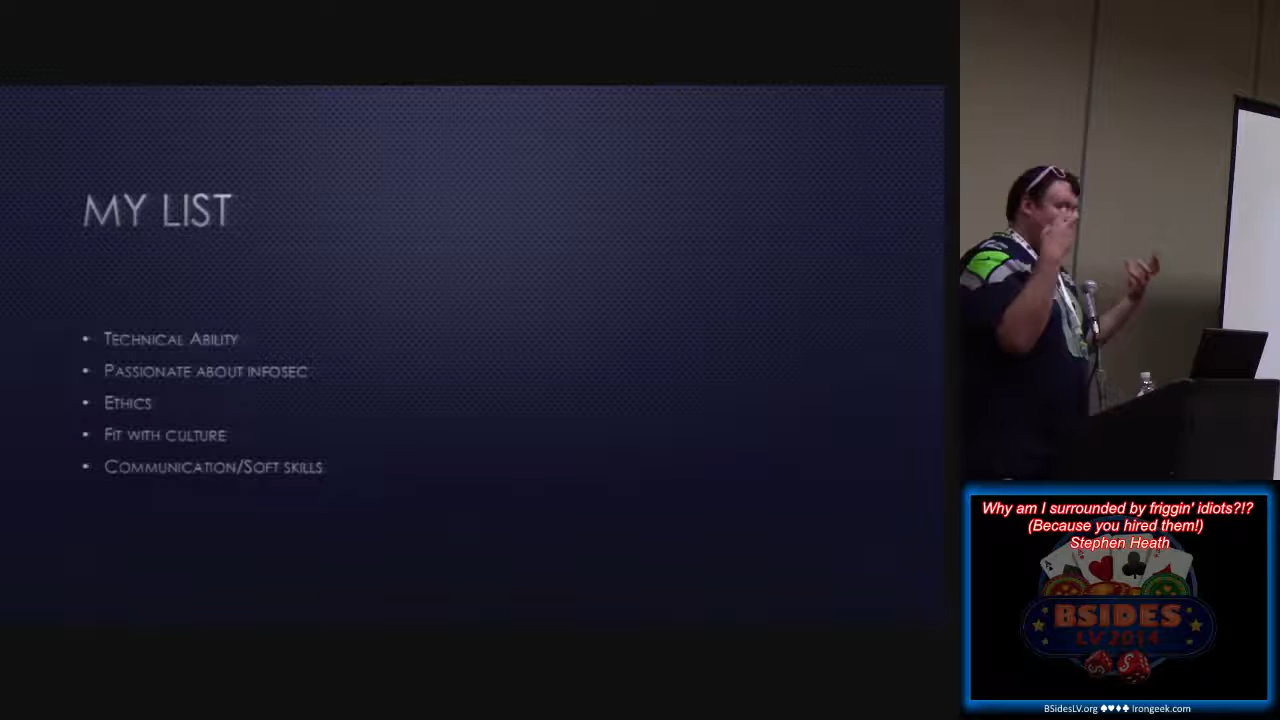 MY LIST
• TECHNICAL ABILITY
• PASSIONATE ABOUT INFOSEC
• ETHICS
• FIT WITH CULTURE
• COMMUNICATION/SOFT SKILLS
Why am I surrounded by friggin' idiots?!?
(Because you hired them!)
Stephen Heath
BSIDES
LV 2014
BSidesLV.org ♠♥♦♣ Irongeek.com